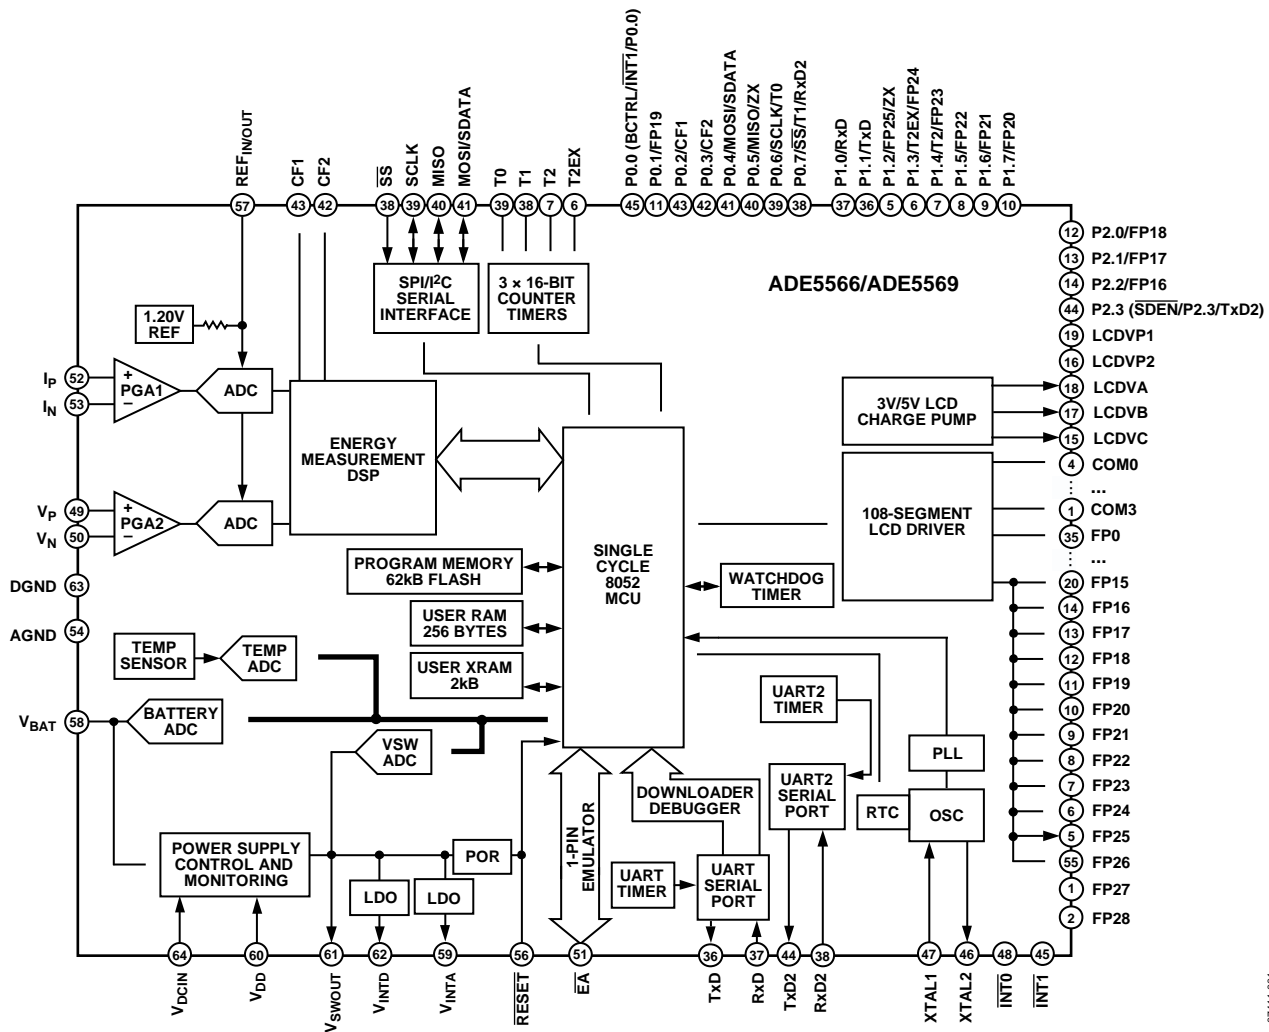 REFIN/OUT
CF1
CF2
SS
SCLK
MISO
MOSI/SDATA
T0
T1
T2
T2EX
P0.0 (BCTRL/INT1/P0.0)
P0.1/FP19
P0.2/CF1
P0.3/CF2
P0.4/MOSI/SDATA
P0.5/MISO/ZX
P0.6/SCLK/T0
P0.7/SS/T1/RxD2
P1.0/RxD
P1.1/TxD
P1.2/FP25/ZX
P1.3/T2EX/FP24
P1.4/T2/FP23
P1.5/FP22
P1.6/FP21
P1.7/FP20
57
43
42
38
39
40
41
39
38
7
6
45
11
43
42
41
40
39
38
37
36
5
6
7
8
9
10
ADE5566/ADE5569
12 P2.0/FP18
13 P2.1/FP17
14 P2.2/FP16
44 P2.3 (SDEN/P2.3/TxD2)
19 LCDVP1
16 LCDVP2
18 LCDVA
17 LCDVB
15 LCDVC
4 COM0
...
1 COM3
35 FP0
...
20 FP15
14 FP16
13 FP17
12 FP18
11 FP19
10 FP20
9 FP21
8 FP22
7 FP23
6 FP24
5 FP25
55 FP26
1 FP27
2 FP28
SPI/I2C
SERIAL
INTERFACE
3 × 16-BIT
COUNTER
TIMERS
1.20V
REF
IP 52
IN 53
+
PGA1
–
ADC
ENERGY
MEASUREMENT
DSP
VP 49
VN 50
+
PGA2
–
ADC
DGND 63
AGND 54
3V/5V LCD
CHARGE PUMP
108-SEGMENT
LCD DRIVER
SINGLE
CYCLE
8052
MCU
PROGRAM MEMORY
62kB FLASH
USER RAM
256 BYTES
USER XRAM
2kB
WATCHDOG
TIMER
TEMP
SENSOR
TEMP
ADC
VBAT 58
BATTERY
ADC
VSW
ADC
UART2
TIMER
UART2
SERIAL
PORT
PLL
RTC
OSC
DOWNLOADER
DEBUGGER
1-PIN
EMULATOR
POWER SUPPLY
CONTROL AND
MONITORING
POR
LDO
LDO
UART
TIMER
UART
SERIAL
PORT
64
60
61
62
59
56
51
36
37
44
38
47
46
48
45
VDCIN
VDD
VSWOUT
VINTD
VINTA
RESET
EA
TxD
RxD
TxD2
RxD2
XTAL1
XTAL2
INT0
INT1